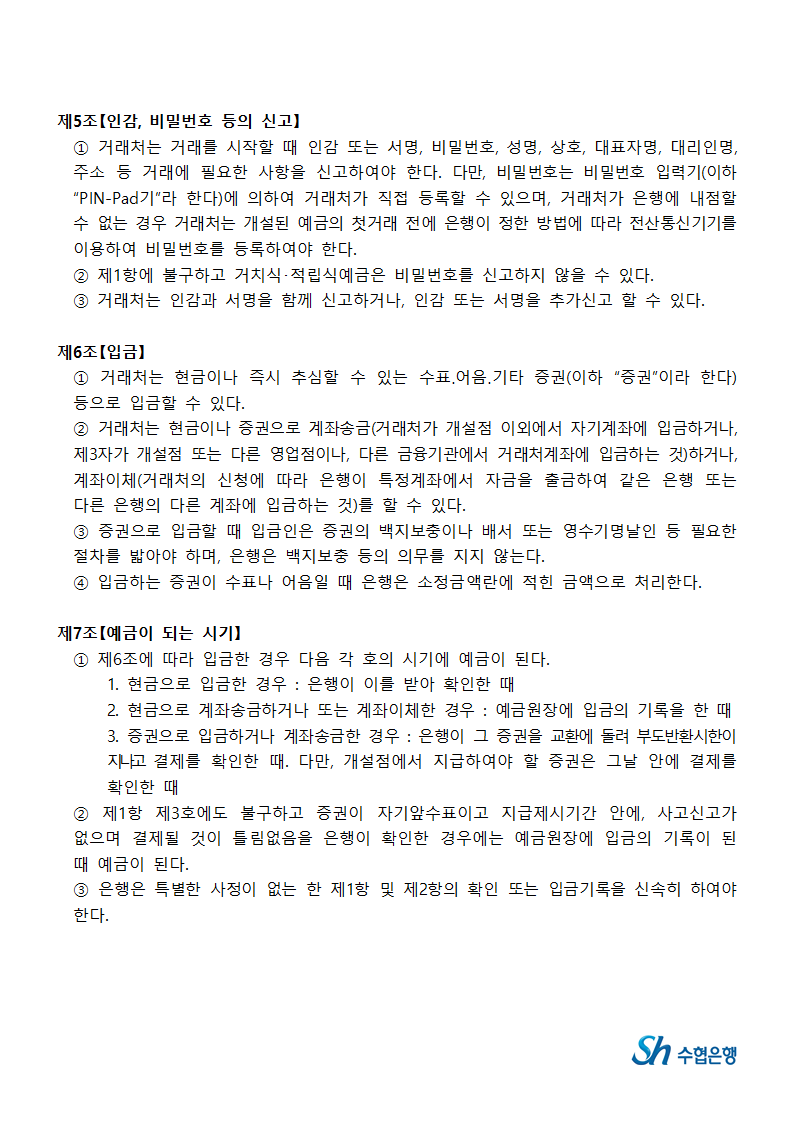 제5조【인감, 비밀번호 등의 신고】
① 거래처는 거래를 시작할 때 인감 또는 서명, 비밀번호, 성명, 상호, 대표자명, 대리인명,
주소 등 거래에 필요한 사항을 신고하여야 한다. 다만, 비밀번호는 비밀번호 입력기(이하
“PIN-Pad기”라 한다)에 의하여 거래처가 직접 등록할 수 있으며, 거래처가 은행에 내점할
수 없는 경우 거래처는 개설된 예금의 첫거래 전에 은행이 정한 방법에 따라 전산통신기기를
이용하여 비밀번호를 등록하여야 한다.
② 제1항에 불구하고 거치식·적립식예금은 비밀번호를 신고하지 않을 수 있다.
③ 거래처는 인감과 서명을 함께 신고하거나, 인감 또는 서명을 추가신고 할 수 있다.
제6조【입금】
① 거래처는 현금이나 즉시 추심할 수 있는 수표.어음.기타 증권(이하 “증권”이라 한다)
등으로 입금할 수 있다.
② 거래처는 현금이나 증권으로 계좌송금(거래처가 개설점 이외에서 자기계좌에 입금하거나,
제3자가 개설점 또는 다른 영업점이나, 다른 금융기관에서 거래처계좌에 입금하는 것)하거나,
계좌이체(거래처의 신청에 따라 은행이 특정계좌에서 자금을 출금하여 같은 은행 또는
다른 은행의 다른 계좌에 입금하는 것)를 할 수 있다.
③ 증권으로 입금할 때 입금인은 증권의 백지보충이나 배서 또는 영수기명날인 등 필요한
절차를 밟아야 하며, 은행은 백지보충 등의 의무를 지지 않는다.
④ 입금하는 증권이 수표나 어음일 때 은행은 소정금액란에 적힌 금액으로 처리한다.
제7조【예금이 되는 시기】
① 제6조에 따라 입금한 경우 다음 각 호의 시기에 예금이 된다.
1. 현금으로 입금한 경우 : 은행이 이를 받아 확인한 때
2. 현금으로 계좌송금하거나 또는 계좌이체한 경우 : 예금원장에 입금의 기록을 한 때
3. 증권으로 입금하거나 계좌송금한 경우 : 은행이 그 증권을 교환에 돌려 부도반환시한이
지나고 결제를 확인한 때. 다만, 개설점에서 지급하여야 할 증권은 그날 안에 결제를
확인한 때
② 제1항 제3호에도 불구하고 증권이 자기앞수표이고 지급제시기간 안에, 사고신고가
없으며 결제될 것이 틀림없음을 은행이 확인한 경우에는 예금원장에 입금의 기록이 된
때 예금이 된다.
③ 은행은 특별한 사정이 없는 한 제1항 및 제2항의 확인 또는 입금기록을 신속히 하여야
한다.
Sh 수협은행